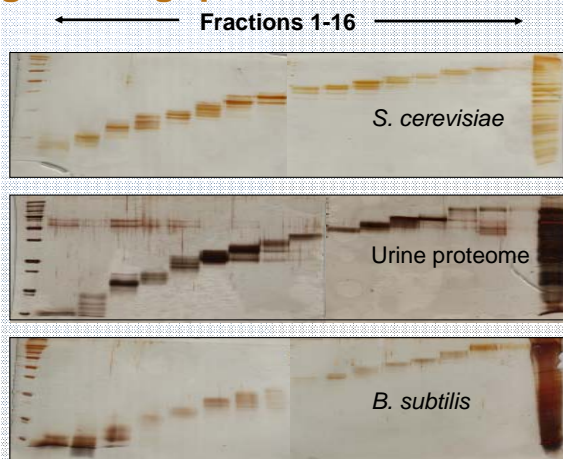 Fractions 1-16
S. cerevisiae
Urine proteome
B. subtilis